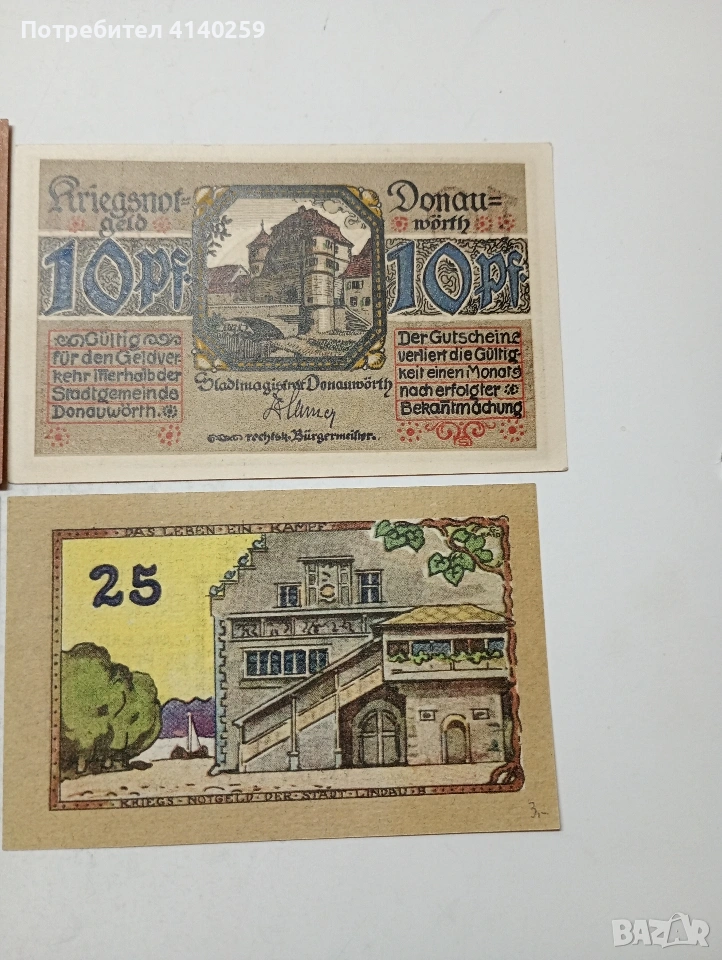 Потребител 4140259
Kriegsnot=
geld
Donau=
wörth
10 Pf.
10 Pf.
Gültig
für den Geldver
kehr innerhalb der
Stadtgemeinde
Donauwörth.
Der Gutschein
verliert die Gültig
keit einen Monat
nach erfolgter
Bekanntmachung
Stadtmagistrat Donauwörth
rechtsk. Bürgermeister.
DAS LEBEN EIN KAMPF
25
KRIEGS-NOTGELD DER STADT LINDAU B
3,-
BAZAR